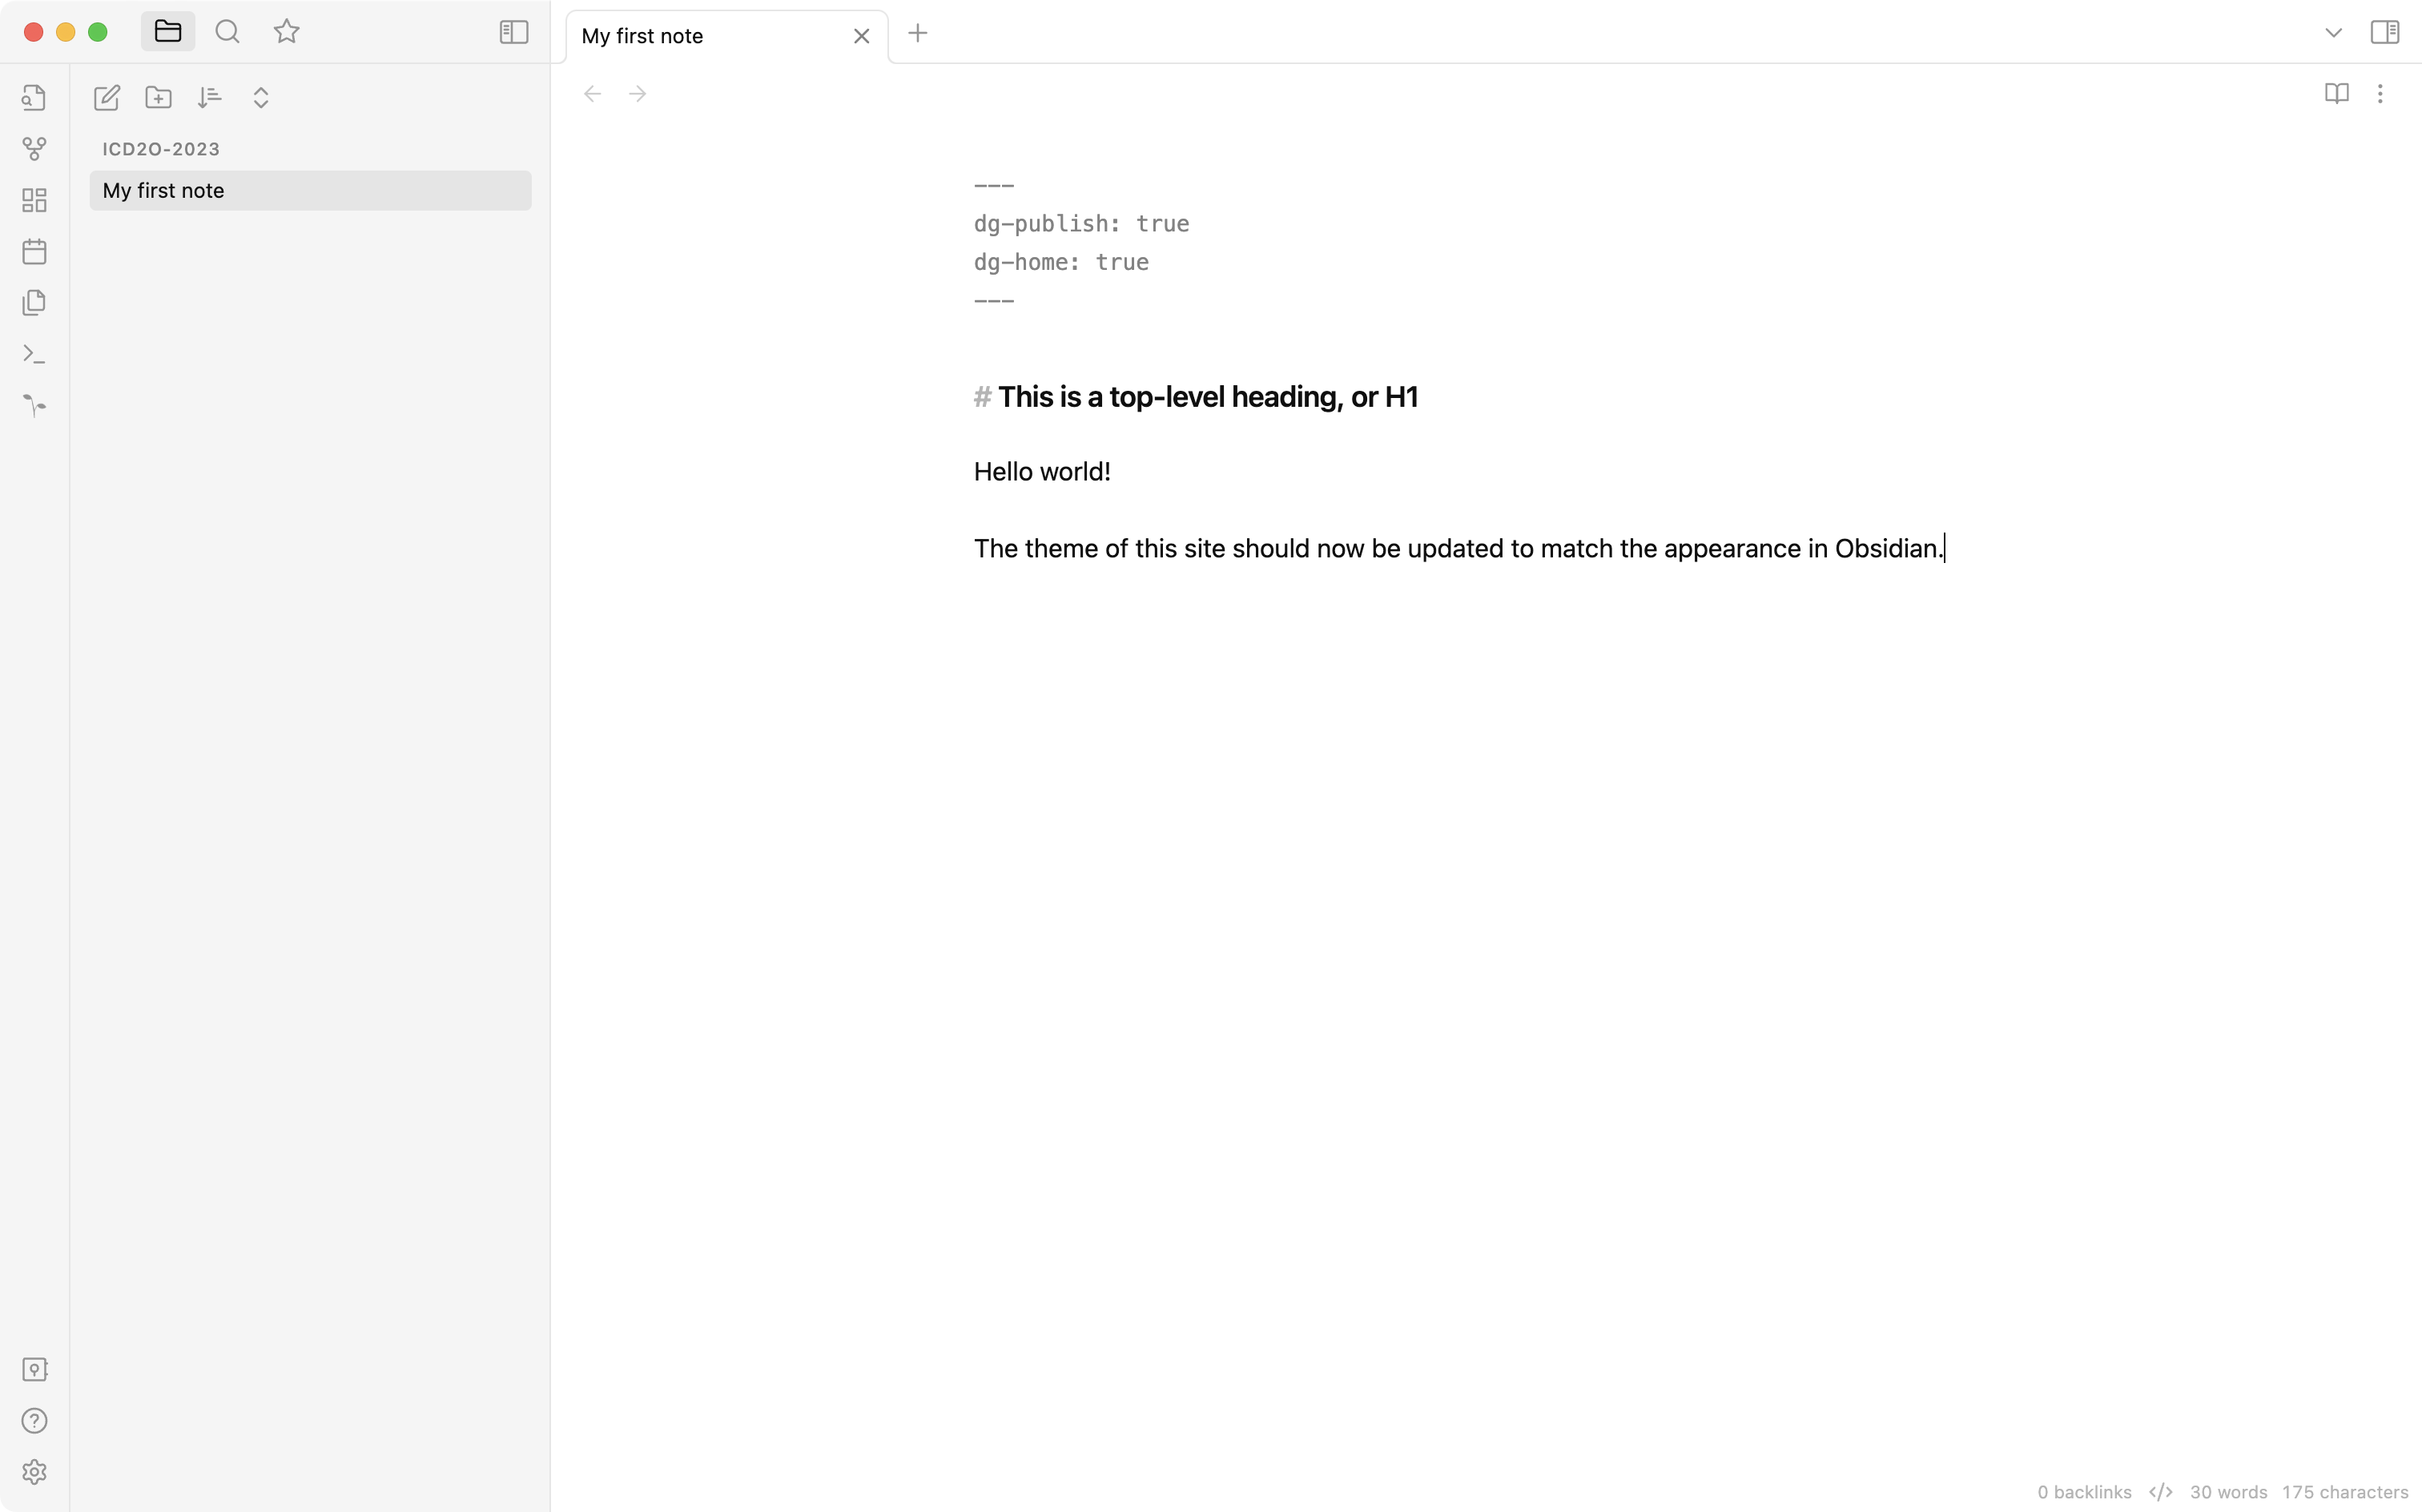 My first note
ICD2O-2023
My first note
---
dg-publish: true
dg-home: true
---
# This is a top-level heading, or H1
Hello world!
The theme of this site should now be updated to match the appearance in Obsidian.
0 backlinks </> 30 words 175 characters